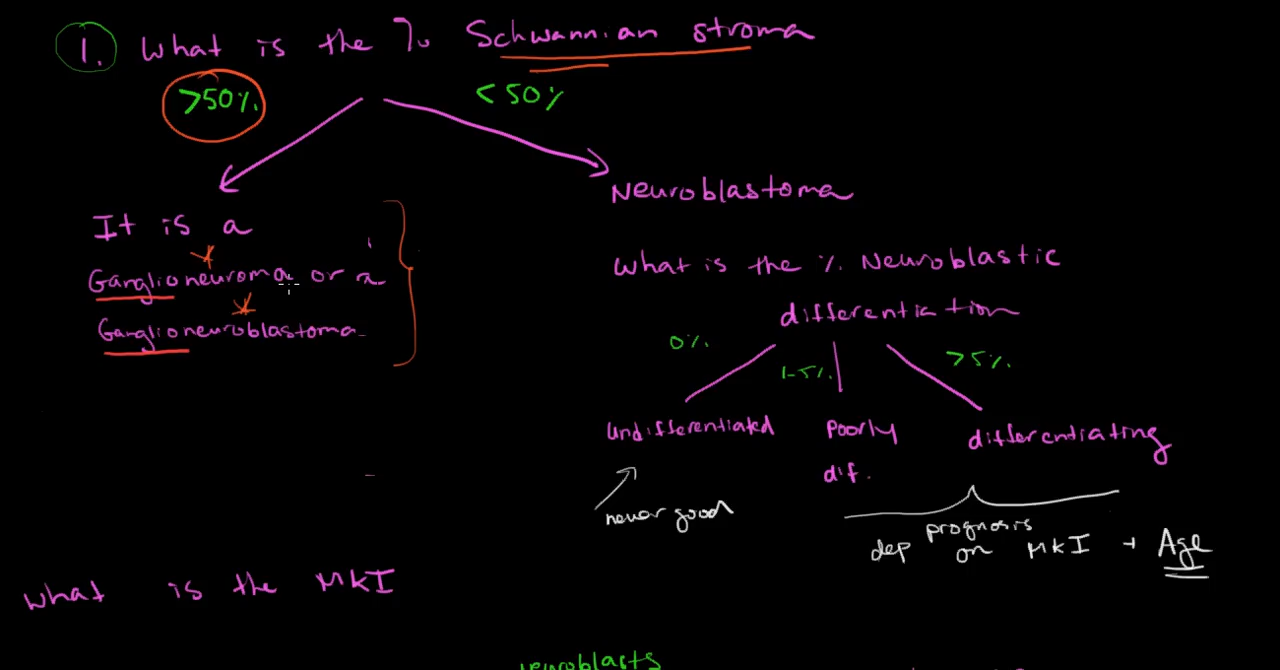 1. What is the % Schwannian stroma
>50%. <50%
It is a
Ganglioneuroma or a
Ganglioneuroblastoma
Neuroblastoma
What is the % Neuroblastic
differentiation
0%. 1-5%. >5%.
Undifferentiated Poorly differentiating
dif.
never good
prognosis
dep on MKI + Age
What is the MKI
neuroblasts